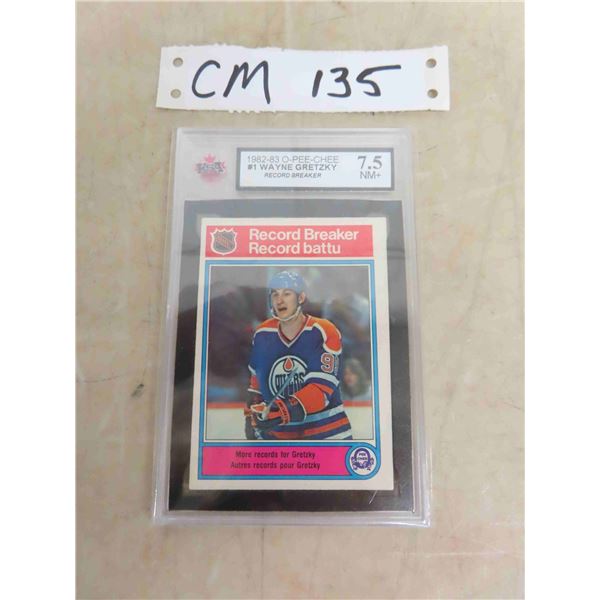 CM 135
1982-83 O-PEE-CHEE
#1 WAYNE GRETZKY
RECORD BREAKER
7.5
NM+
Record Breaker
Record battu
OILERS
9
More records for Gretzky
Autres records pour Gretzky